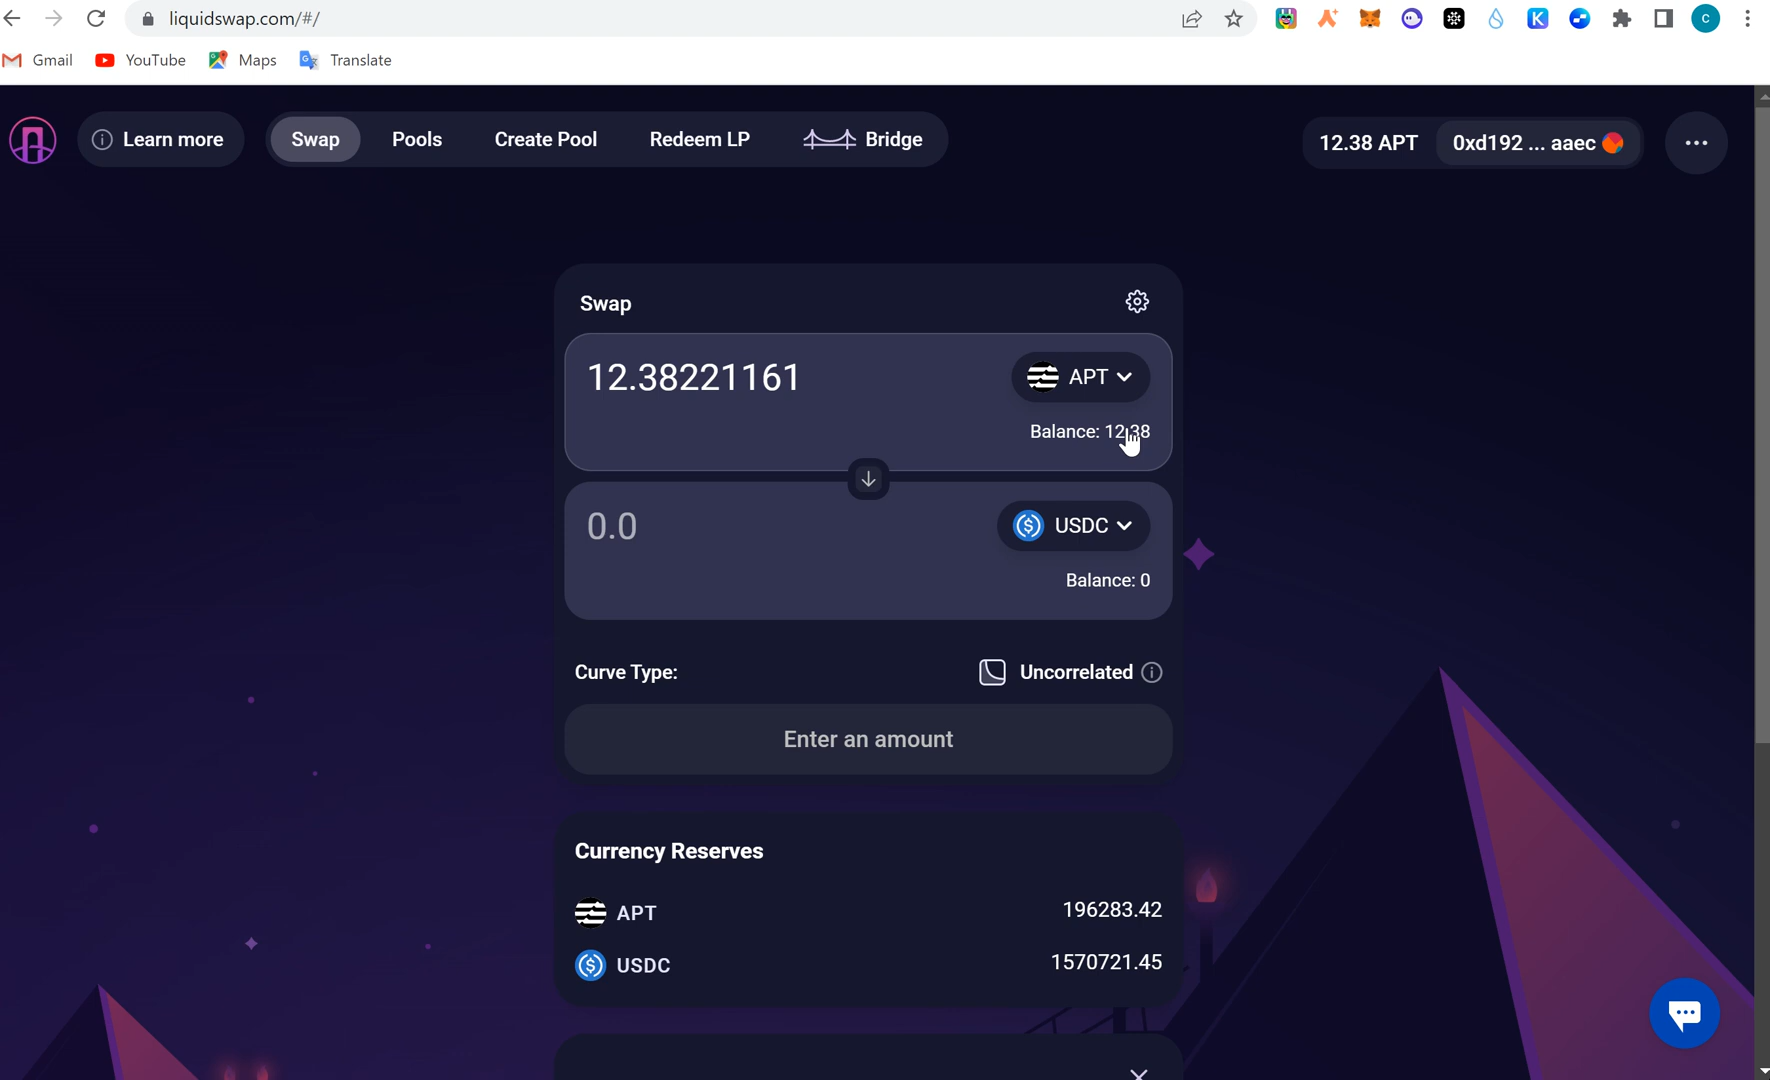 liquidswap.com/#/
K
C
Gmail
YouTube
Maps
Translate
Learn more
Swap
Pools
Create Pool
Redeem LP
Bridge
12.38 APT
0xd192 ... aaec
Swap
12.38221161
APT
Balance: 12.38
0.0
USDC
Balance: 0
Curve Type:
Uncorrelated
Enter an amount
Currency Reserves
APT
196283.42
USDC
1570721.45